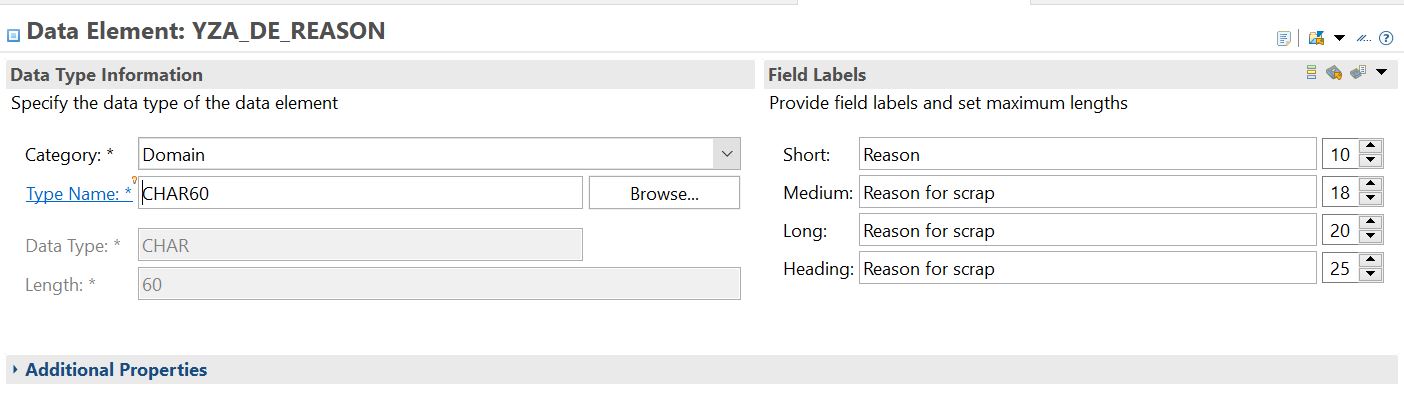 Data Element: YZA_DE_REASON
Data Type Information
Specify the data type of the data element
Category: * Domain
Type Name: * CHAR60 Browse...
Data Type: * CHAR
Length: * 60
Field Labels
Provide field labels and set maximum lengths
Short: Reason 10
Medium: Reason for scrap 18
Long: Reason for scrap 20
Heading: Reason for scrap 25
Additional Properties